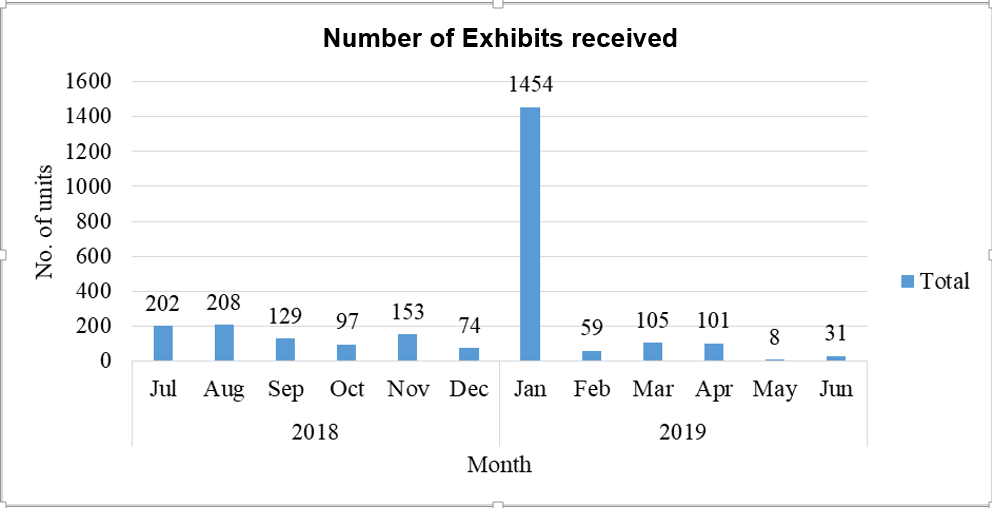 Number of Exhibits received
1600
1400
1200
1000
800
600
400
200
0
No. of units
202 208 129 97 153 74 1454 59 105 101 8 31
Jul Aug Sep Oct Nov Dec Jan Feb Mar Apr May Jun
2018 2019
Month
Total